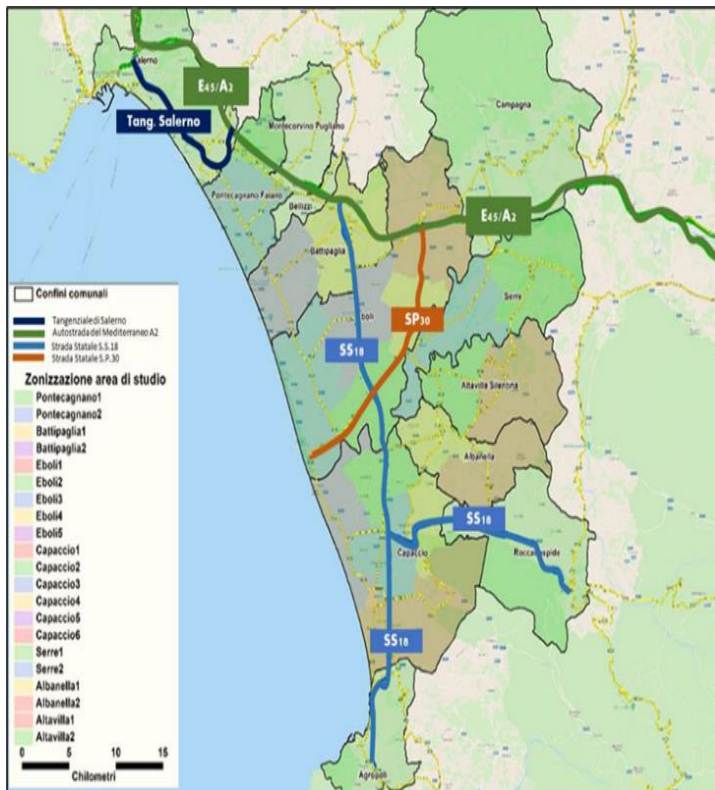 Salerno
E45/A2
Tang. Salerno
Montecorvino Pugliano
Campagna
Pontecagnano Faiano
Bellizzi
E45/A2
Battipaglia
Serre
Eboli
SP30
SS18
Altavilla Silentina
Albanella
SS18
Capaccio
Roccadaspide
SS18
Agropoli
Confini comunali
Tangenziale di Salerno
Autostrada del Mediterraneo A2
Strada Statale S.S.18
Strada Statale S.P.30
Zonizzazione area di studio
Pontecagnano1
Pontecagnano2
Battipaglia1
Battipaglia2
Eboli1
Eboli2
Eboli3
Eboli4
Eboli5
Capaccio1
Capaccio2
Capaccio3
Capaccio4
Capaccio5
Capaccio6
Serre1
Serre2
Albanella1
Albanella2
Altavilla1
Altavilla2
0 5 10 15
Chilometri